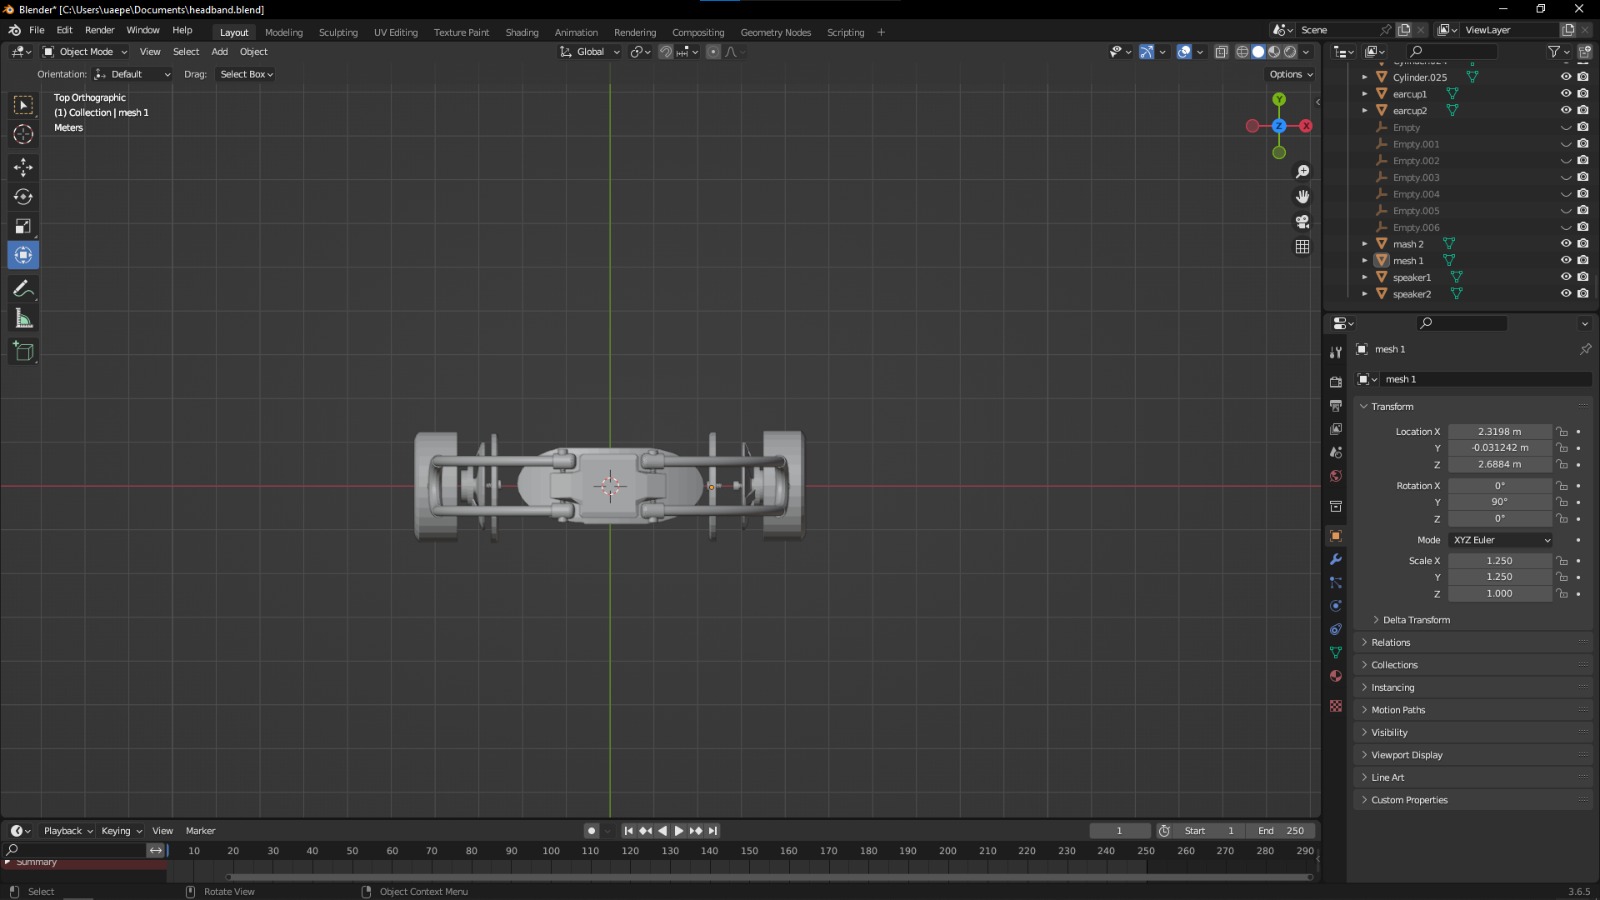 Blender* [C:\Users\uaepe\Documents\headband.blend]
File Edit Render Window Help Layout Modeling Sculpting UV Editing Texture Paint Shading Animation Rendering Compositing Geometry Nodes Scripting + Scene ViewLayer
Object Mode View Select Add Object Global
Orientation: Default Drag: Select Box Options
Top Orthographic
(1) Collection | mesh 1
Meters
Y
Z X
Cylinder.025
earcup1
earcup2
Empty
Empty.001
Empty.002
Empty.003
Empty.004
Empty.005
Empty.006
mash 2
mesh 1
speaker1
speaker2
mesh 1
mesh 1
Transform
Location X 2.3198 m
Y -0.031242 m
Z 2.6884 m
Rotation X 0°
Y 90°
Z 0°
Mode XYZ Euler
Scale X 1.250
Y 1.250
Z 1.000
Delta Transform
Relations
Collections
Instancing
Motion Paths
Visibility
Viewport Display
Line Art
Custom Properties
Playback Keying View Marker 1 Start 1 End 250
10 20 30 40 50 60 70 80 90 100 110 120 130 140 150 160 170 180 190 200 210 220 230 240 250 260 270 280 290
Summary
Select Rotate View Object Context Menu 3.6.5